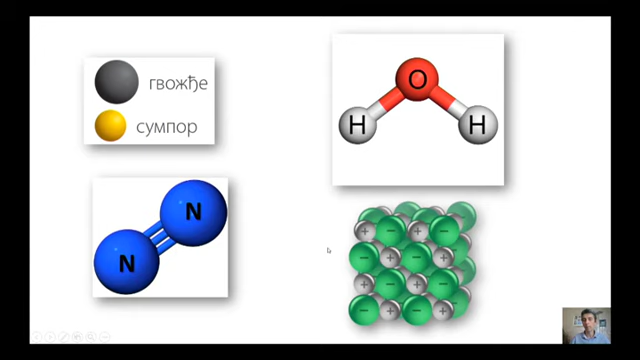 гвожђе
сумпор
O
H H
N
N
+ - + -
- + - +
+ - + -
- + - +